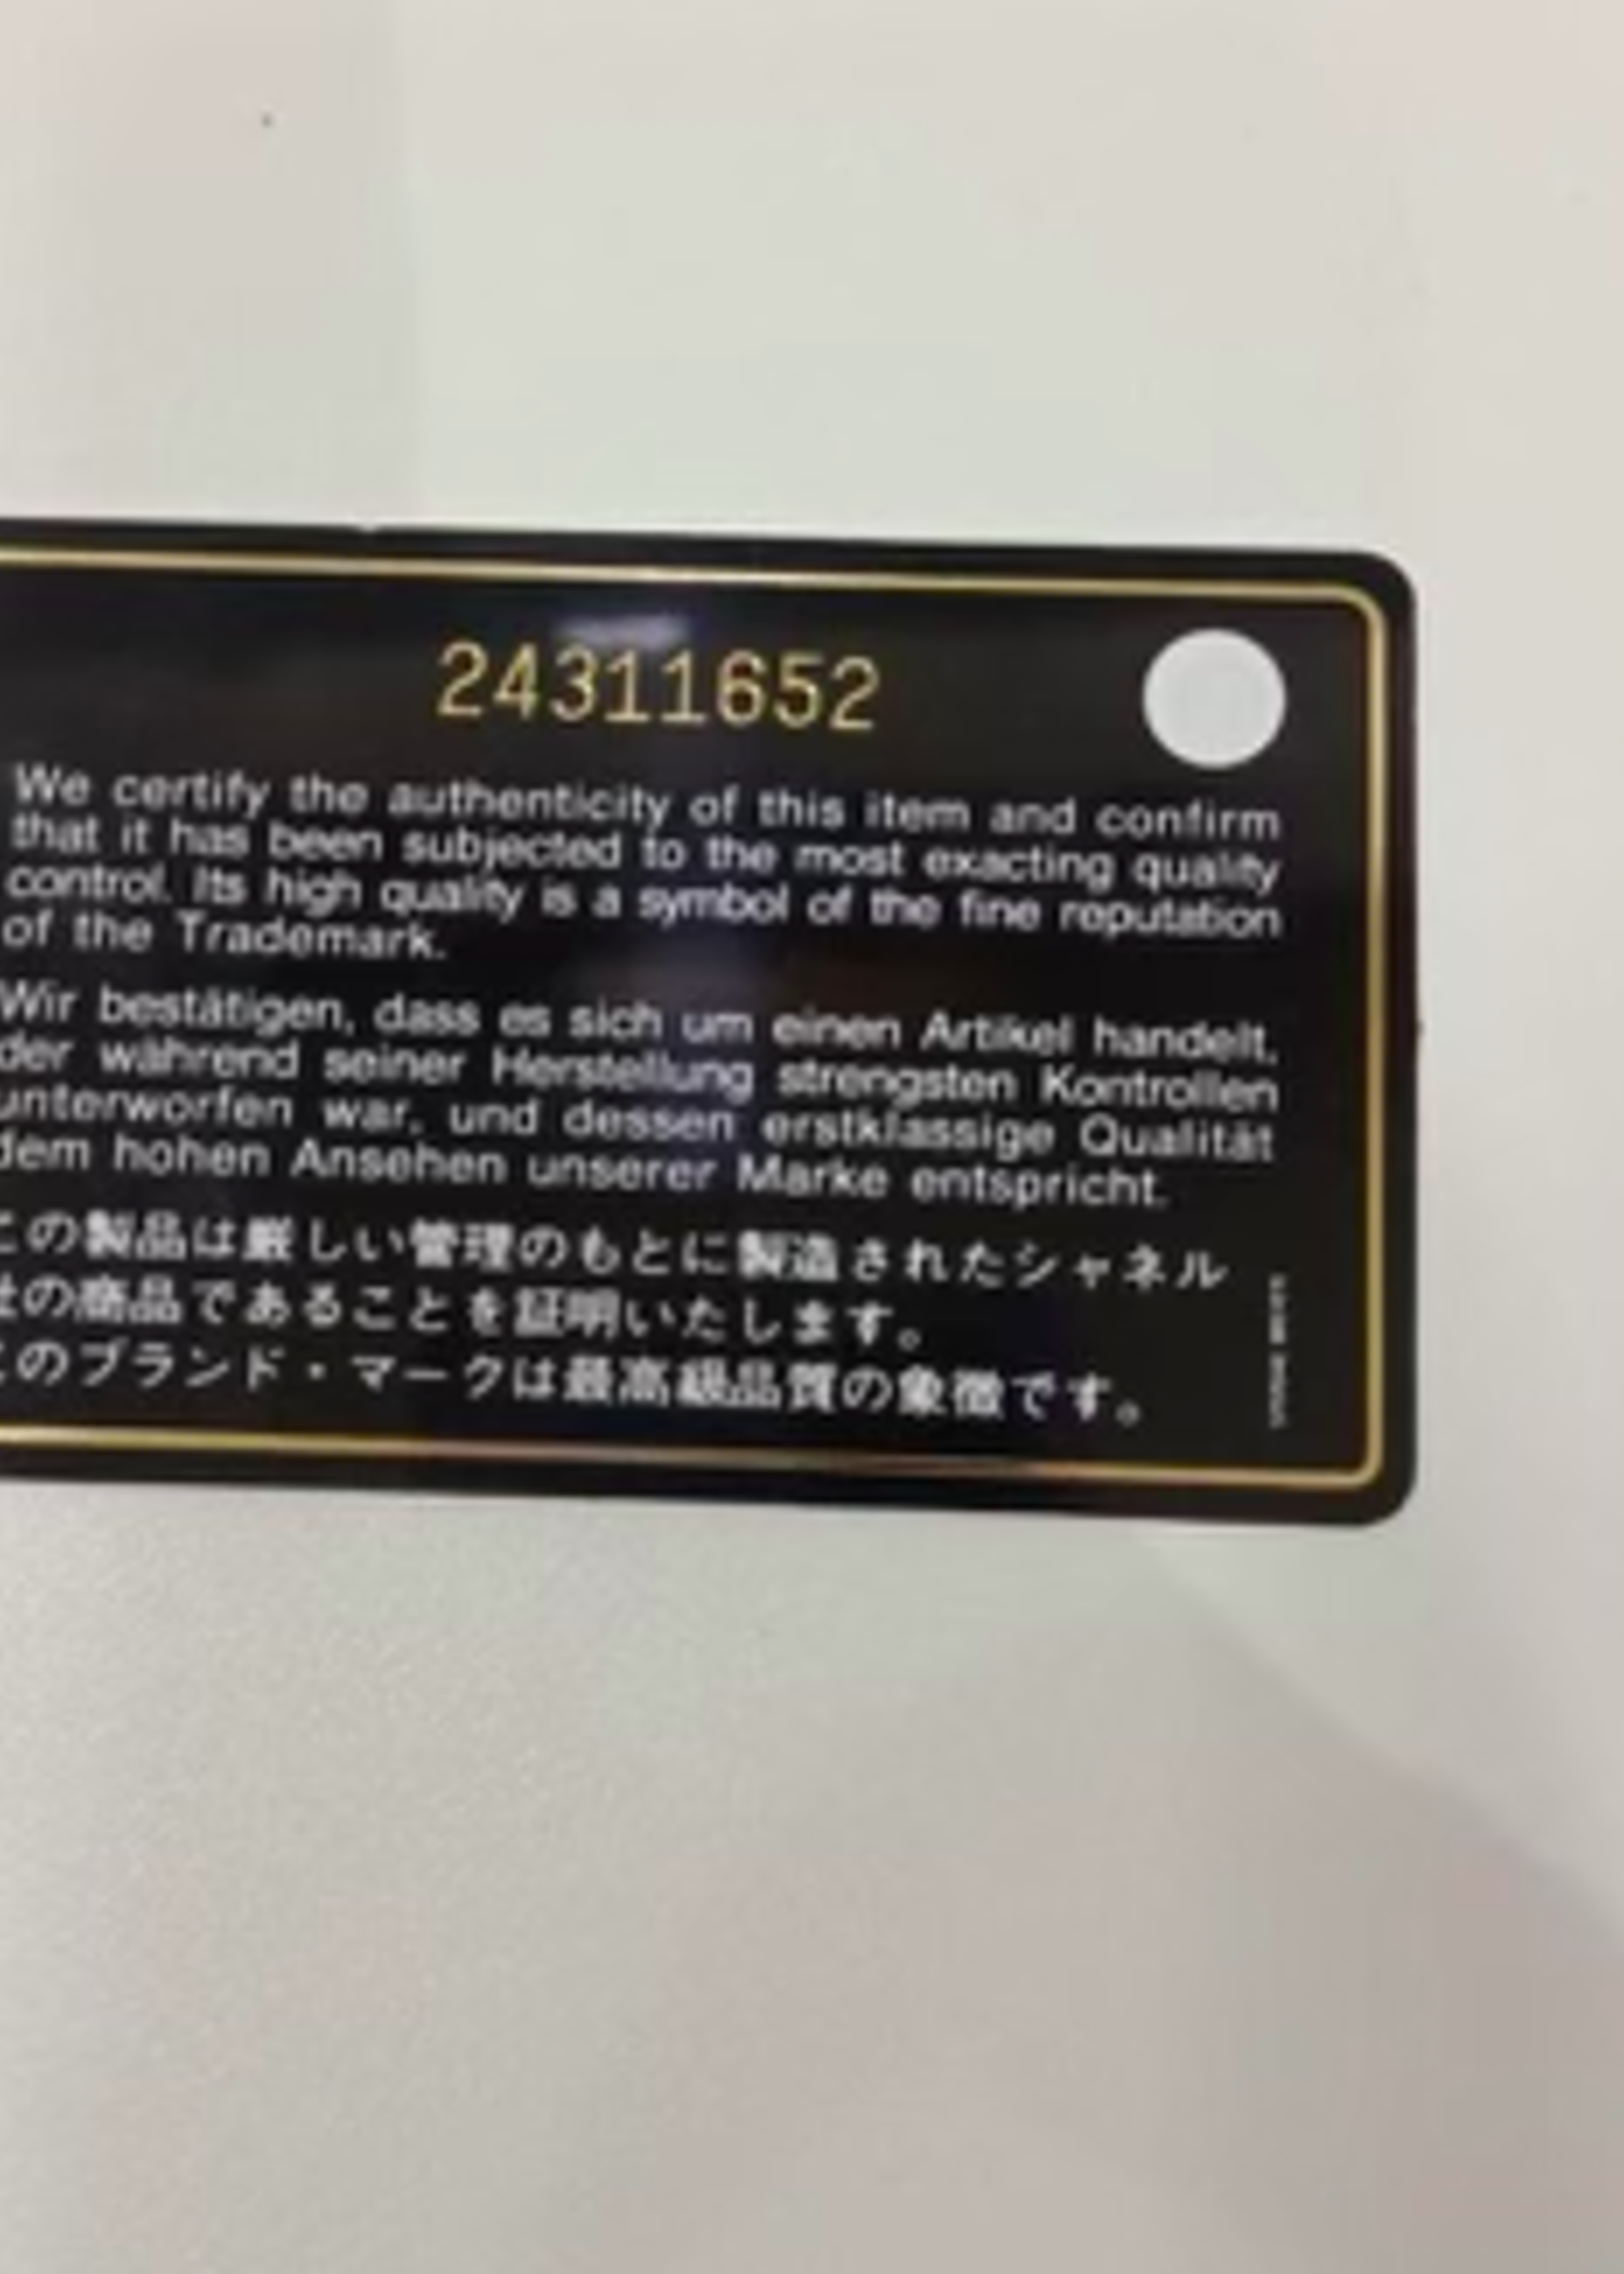 24311652
We certify the authenticity of this item and confirm
that it has been subjected to the most exacting quality
control. Its high quality is a symbol of the fine reputation
of the Trademark.
Wir bestätigen, dass es sich um einen Artikel handelt,
der während seiner Herstellung strengsten Kontrollen
unterworfen war, und dessen erstklassige Qualität
dem hohen Ansehen unserer Marke entspricht.
この製品は厳しい管理のもとに製造されたシャネル
社の商品であることを証明いたします。
このブランド・マークは最高級品質の象徴です。